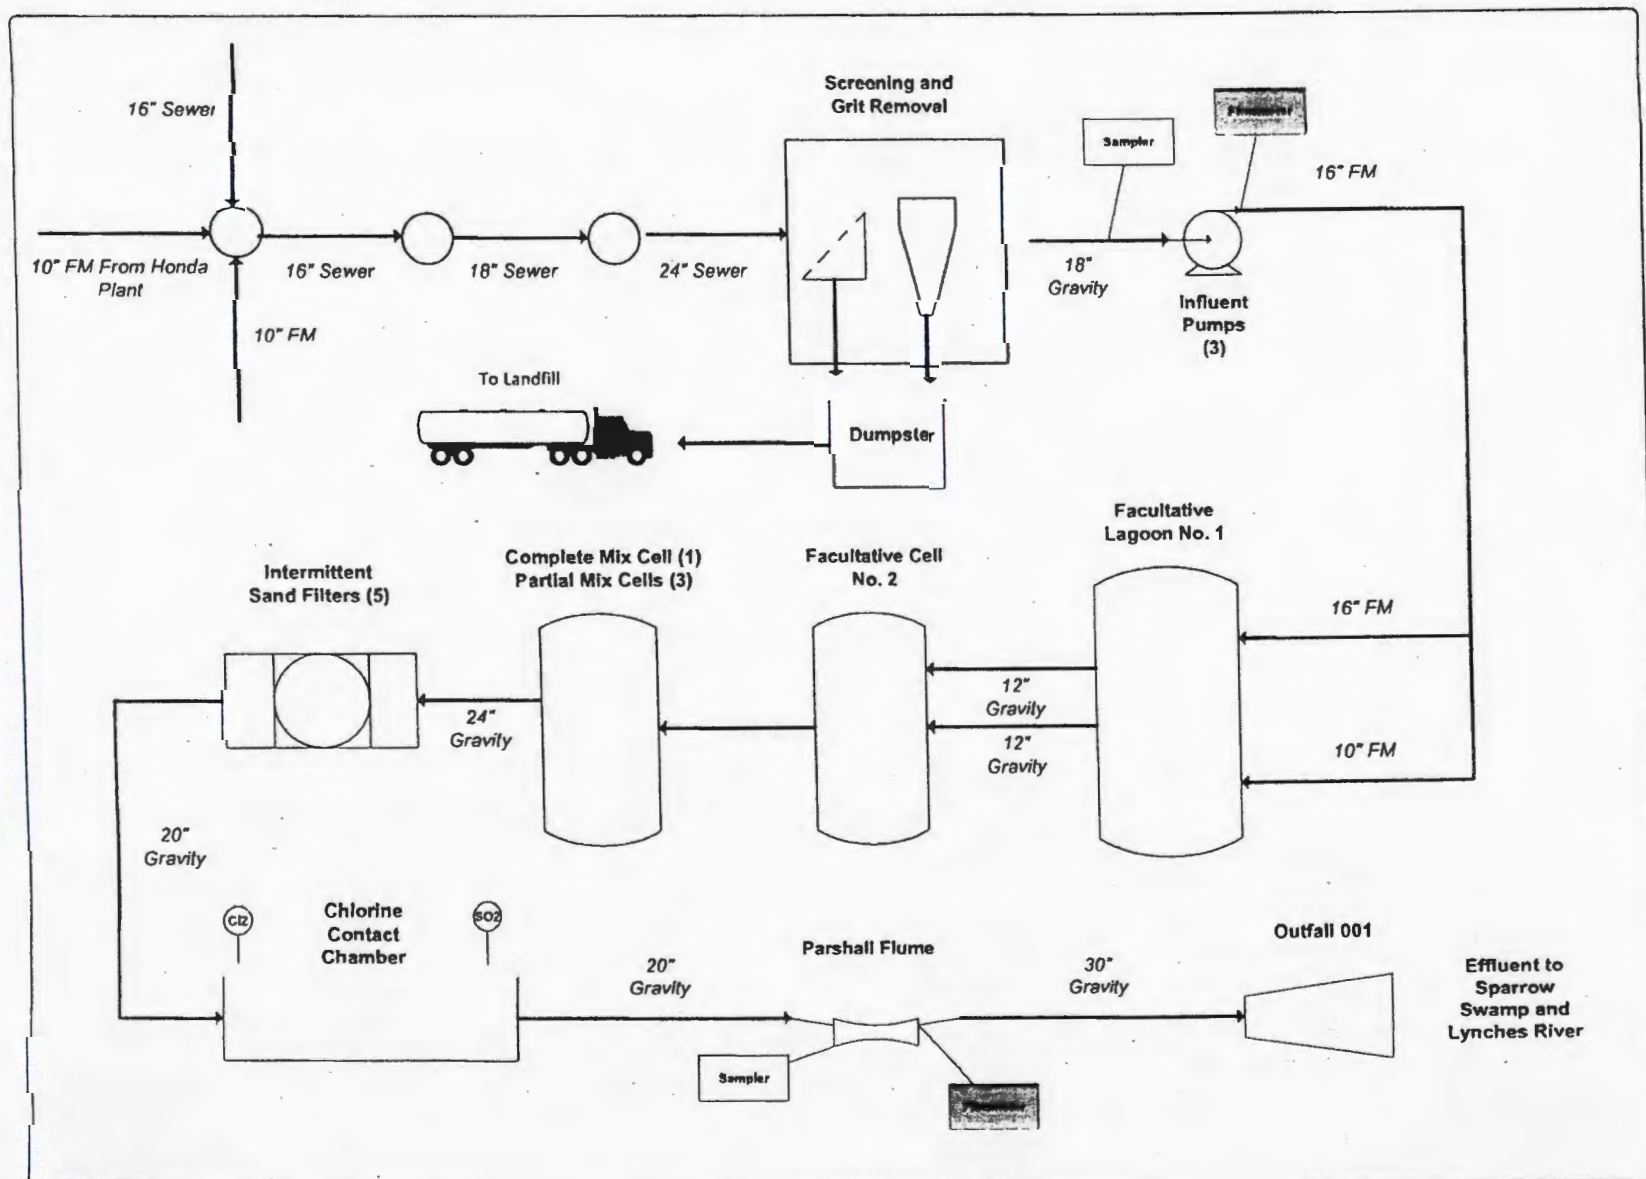 Screening and
Grit Removal
16" Sewer
Sampler
16" FM
10" FM From Honda
Plant
16" Sewer
18" Sewer
24" Sewer
18"
Gravity
Influent
Pumps
(3)
10" FM
To Landfill
Dumpster
Facultative
Lagoon No. 1
Complete Mix Cell (1)
Partial Mix Cells (3)
Facultative Cell
No. 2
Intermittent
Sand Filters (5)
16" FM
12"
Gravity
24"
Gravity
12"
Gravity
10" FM
20"
Gravity
Cl2
Chlorine
Contact
Chamber
SO2
20"
Gravity
Parshall Flume
30"
Gravity
Outfall 001
Effluent to
Sparrow
Swamp and
Lynches River
Sampler